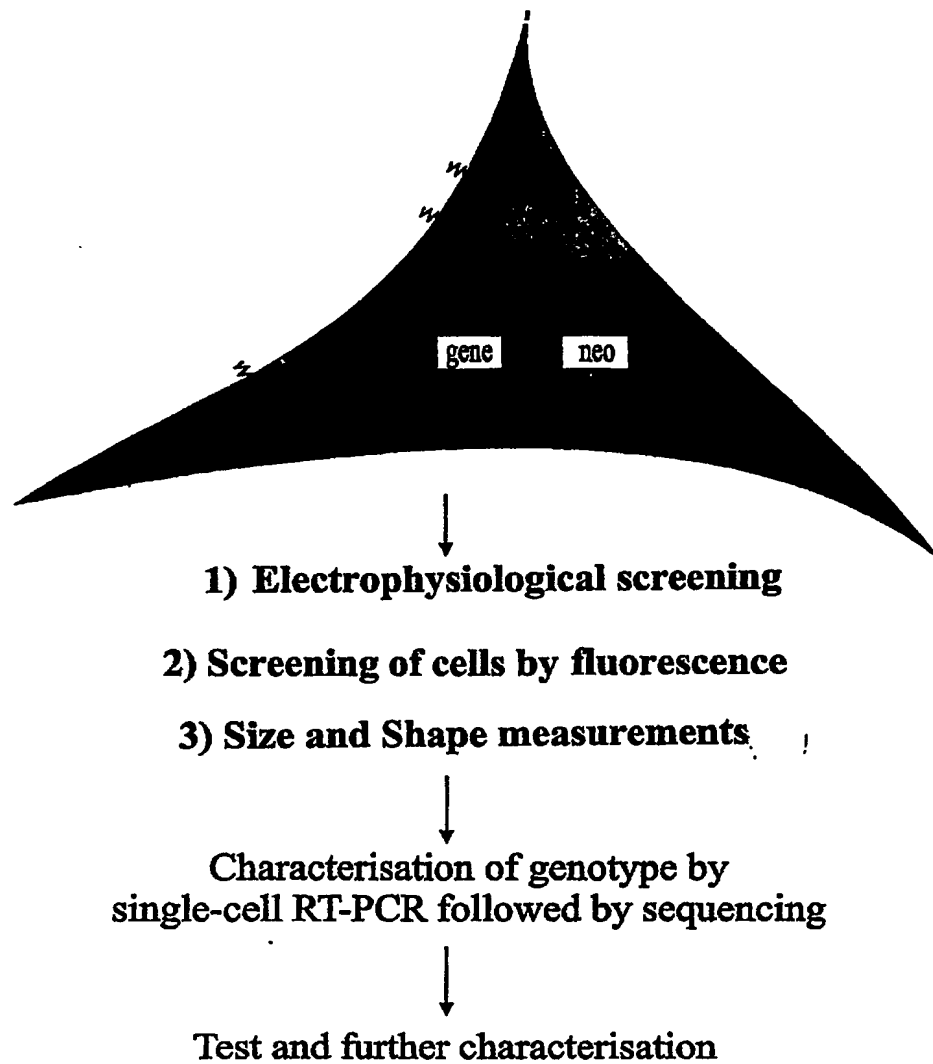 gene neo
1) Electrophysiological screening
2) Screening of cells by fluorescence
3) Size and Shape measurements
Characterisation of genotype by
single-cell RT-PCR followed by sequencing
Test and further characterisation